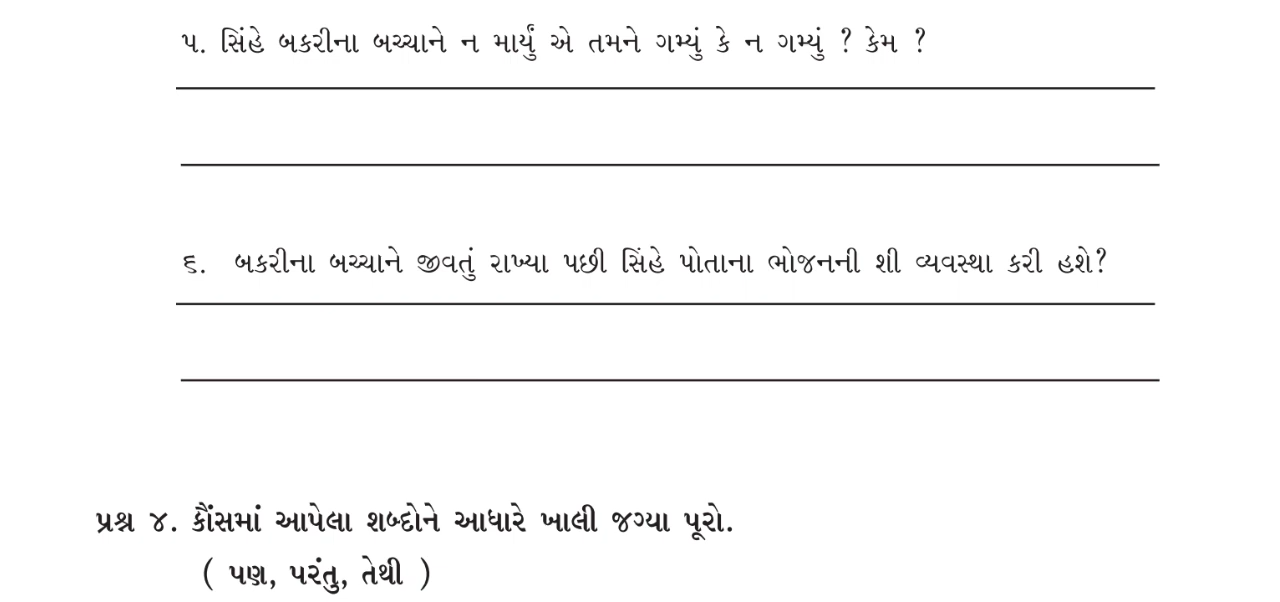 ૫. સિંહે બકરીના બચ્ચાને ન માર્યું એ તમને ગમ્યું કે ન ગમ્યું ? કેમ ?
૬. બકરીના બચ્ચાને જીવતું રાખ્યા પછી સિંહે પોતાના ભોજનની શી વ્યવસ્થા કરી હશે?
પ્રશ્ન ૪. કૌંસમાં આપેલા શબ્દોને આધારે ખાલી જગ્યા પૂરો.
( પણ, પરંતુ, તેથી )